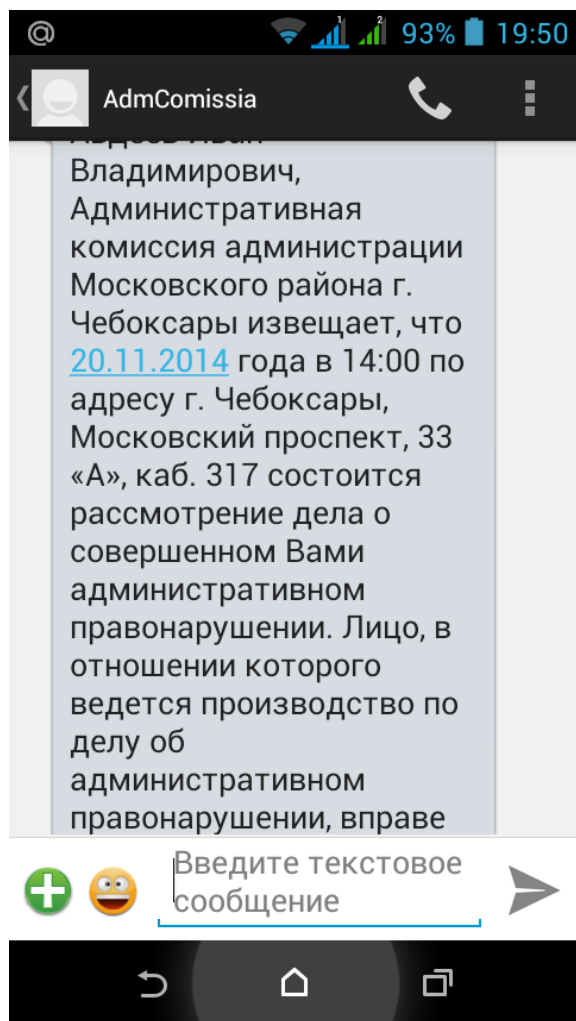 @ 1 2 93% 19:50
AdmComissia
Владимирович,
Административная
комиссия администрации
Московского района г.
Чебоксары извещает, что
20.11.2014 года в 14:00 по
адресу г. Чебоксары,
Московский проспект, 33
«А», каб. 317 состоится
рассмотрение дела о
совершенном Вами
административном
правонарушении. Лицо, в
отношении которого
ведется производство по
делу об
административном
правонарушении, вправе
Введите текстовое
сообщение